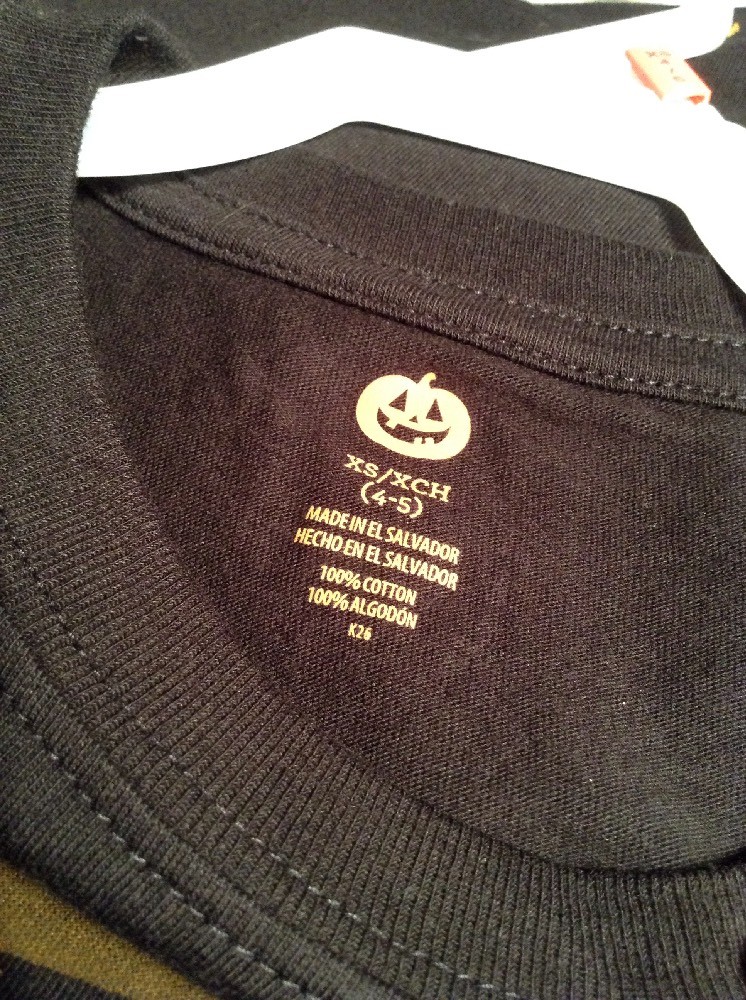 XS/XCH
(4-5)
MADE IN EL SALVADOR
HECHO EN EL SALVADOR
100% COTTON
100% ALGODÓN
K26